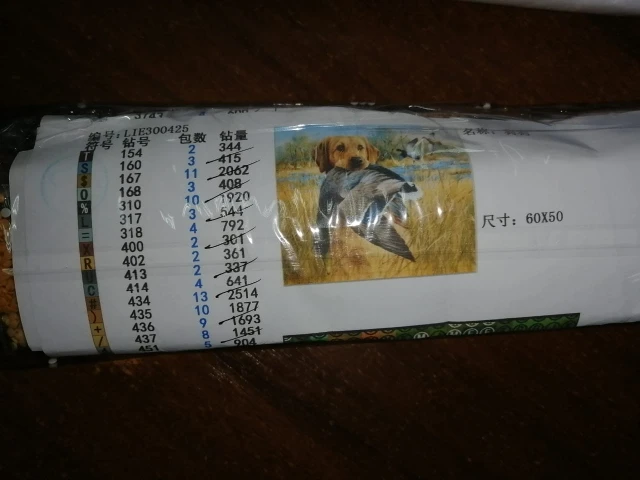 编号:LIE300425
符号 钻号 包数 钻量
T 154 2 344
S 160 3 415
$ 167 11 2062
O 168 3 408
% 310 10 1920
L 317 3 544
= 318 4 792
400 2 301
R 402 2 361
U 413 2 337
C 414 4 641
# 434 13 2514
) 435 10 1877
+ 436 9 1693
/ 437 8 1451
451 5 904
名称:
尺寸: 60X50